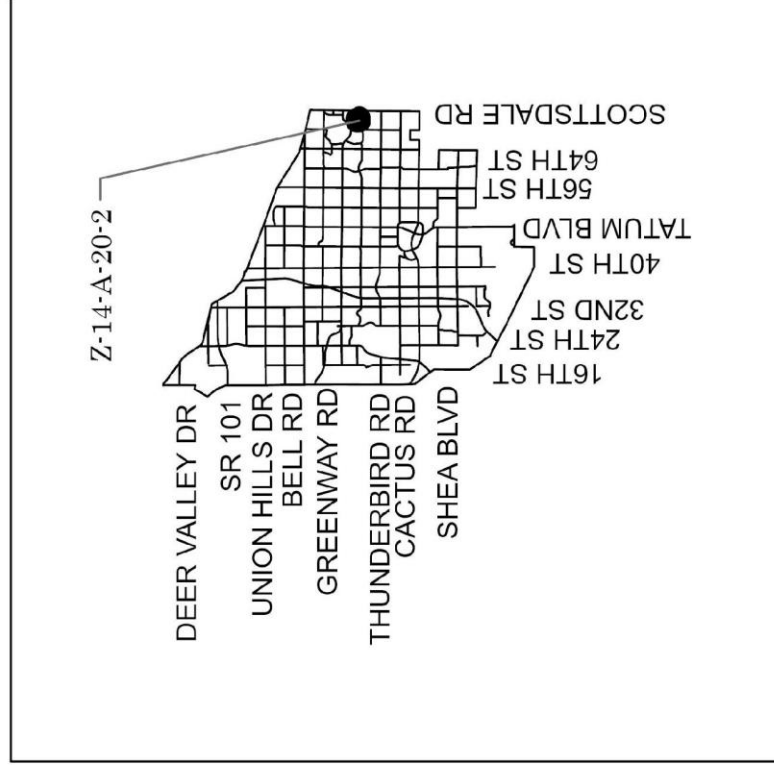 Z-14-A-20-2
SCOTTSDALE RD
64TH ST
56TH ST
TATUM BLVD
40TH ST
32ND ST
24TH ST
16TH ST
DEER VALLEY DR
SR 101
UNION HILLS DR
BELL RD
GREENWAY RD
THUNDERBIRD RD
CACTUS RD
SHEA BLVD